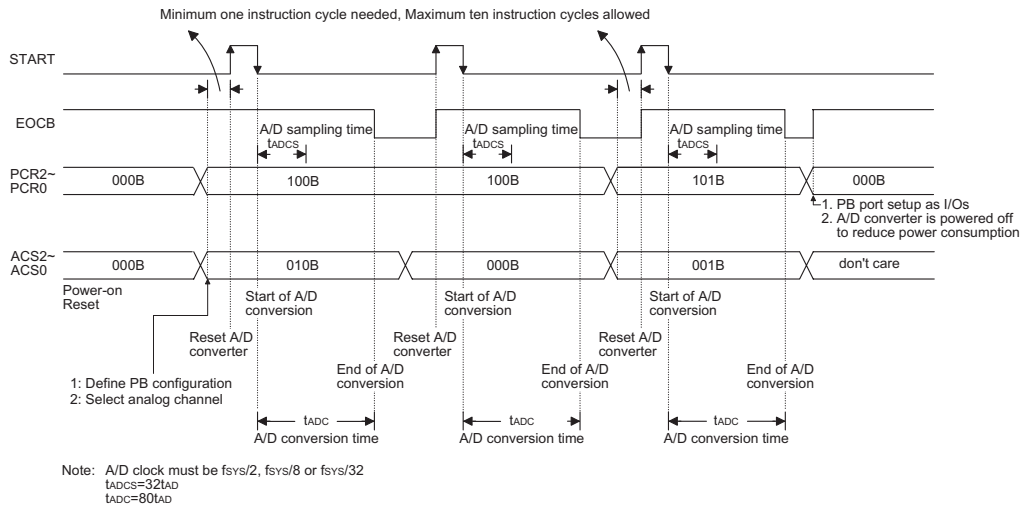 Minimum one instruction cycle needed, Maximum ten instruction cycles allowed
START
EOCB
A/D sampling time
tADCS
A/D sampling time
tADCS
A/D sampling time
tADCS
PCR2~
PCR0
000B
100B
100B
101B
000B
1. PB port setup as I/Os
2. A/D converter is powered off
to reduce power consumption
ACS2~
ACS0
000B
010B
000B
001B
don't care
Power-on
Reset
Start of A/D
conversion
Start of A/D
conversion
Start of A/D
conversion
Reset A/D
converter
Reset A/D
converter
Reset A/D
converter
End of A/D
conversion
End of A/D
conversion
End of A/D
conversion
1: Define PB configuration
2: Select analog channel
tADC
A/D conversion time
tADC
A/D conversion time
tADC
A/D conversion time
Note: A/D clock must be fSYS/2, fSYS/8 or fSYS/32
tADCS=32tAD
tADC=80tAD